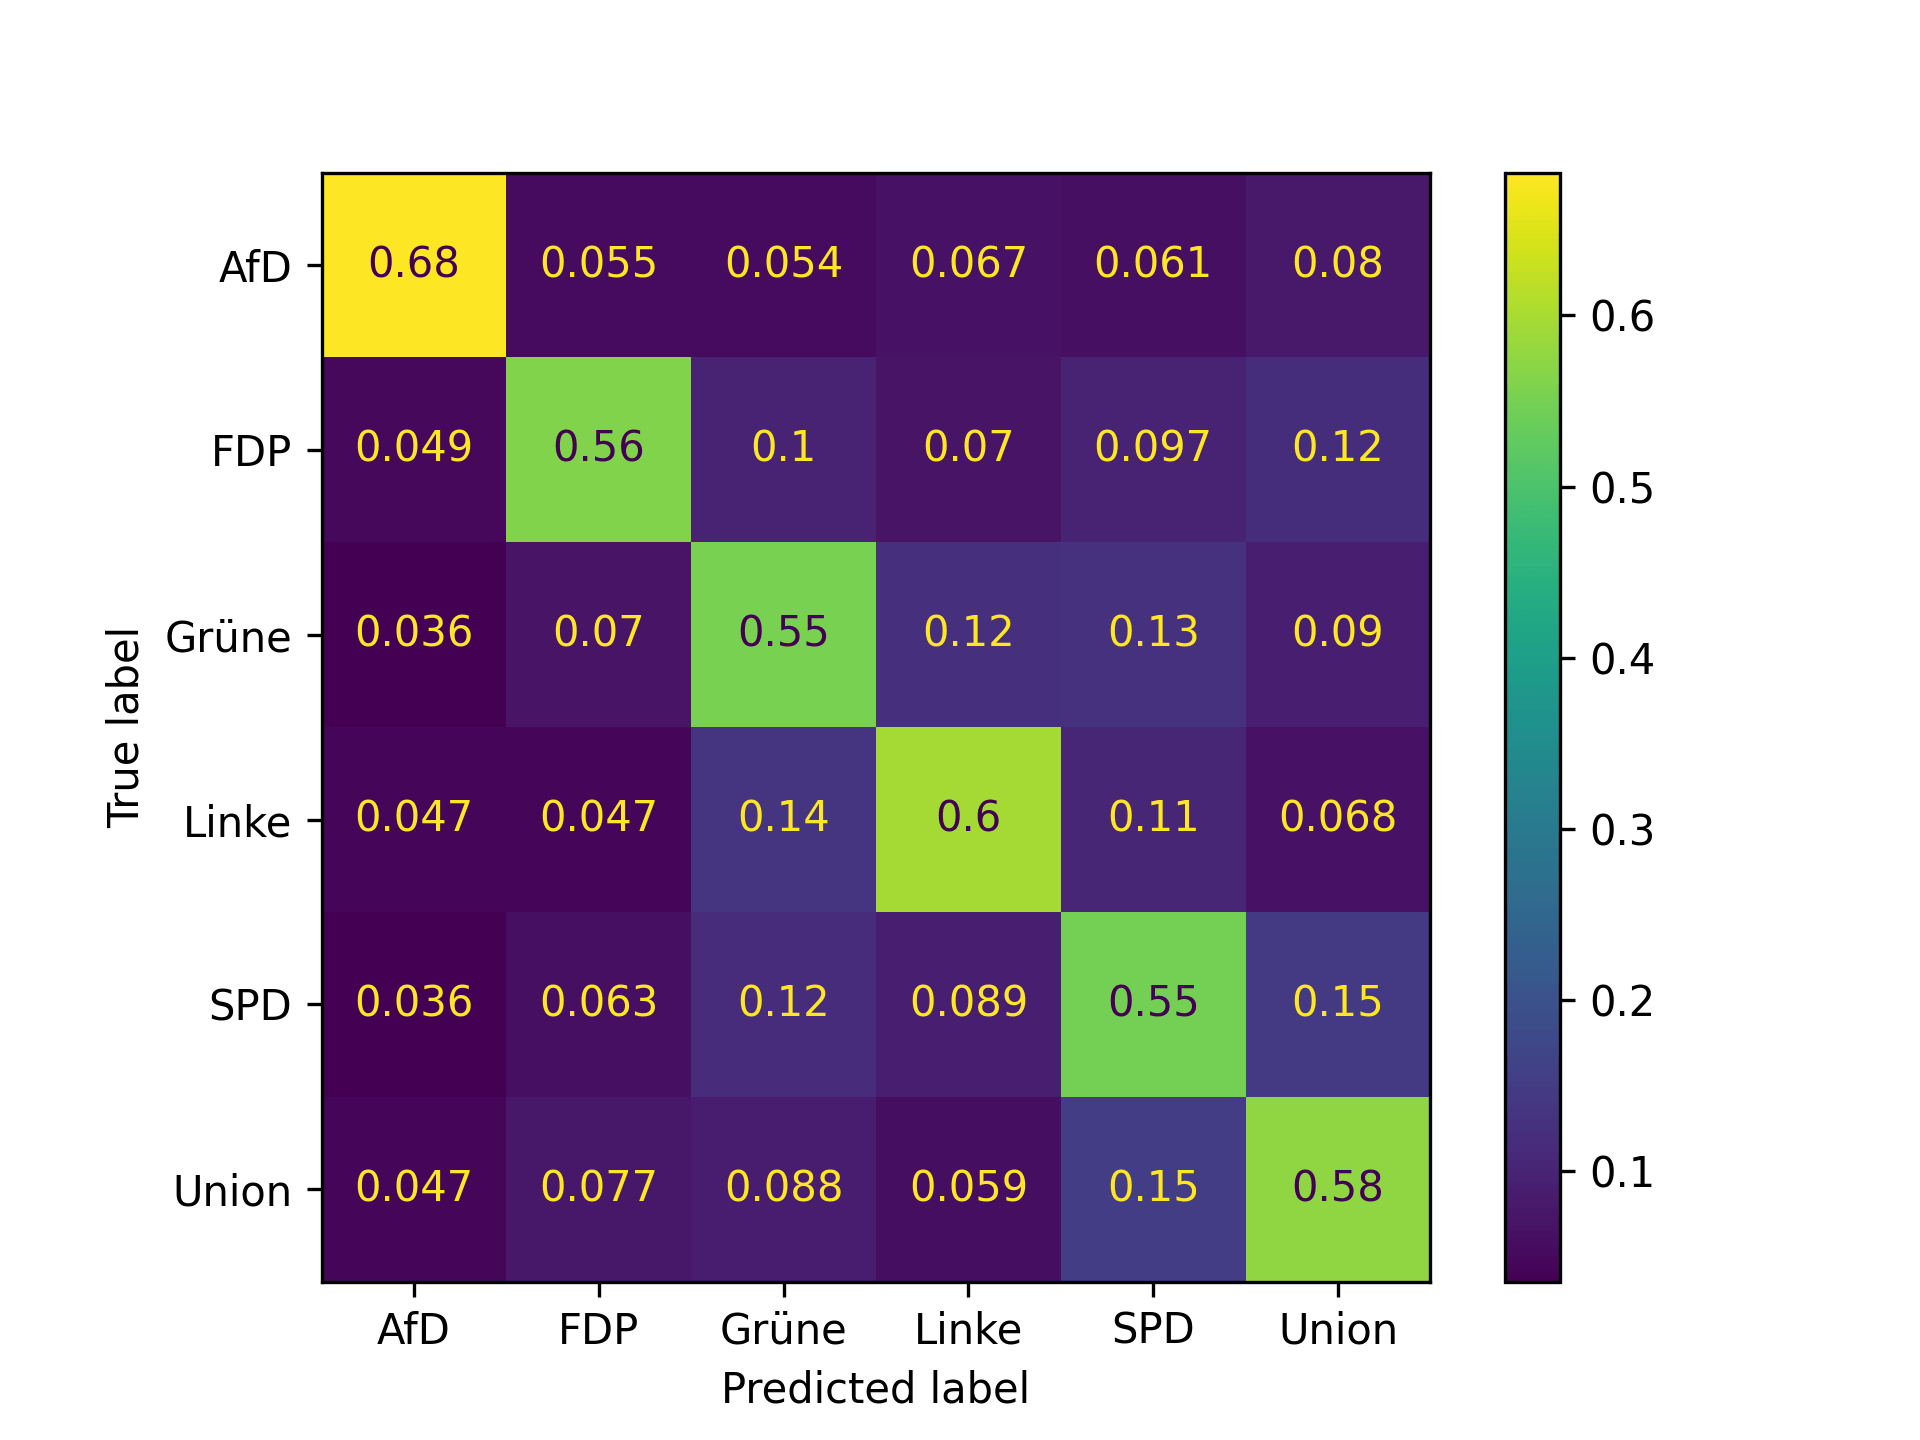 AfD 0.68 0.055 0.054 0.067 0.061 0.08
FDP 0.049 0.56 0.1 0.07 0.097 0.12
Grüne 0.036 0.07 0.55 0.12 0.13 0.09
Linke 0.047 0.047 0.14 0.6 0.11 0.068
SPD 0.036 0.063 0.12 0.089 0.55 0.15
Union 0.047 0.077 0.088 0.059 0.15 0.58
AfD FDP Grüne Linke SPD Union
Predicted label
True label
0.6
0.5
0.4
0.3
0.2
0.1